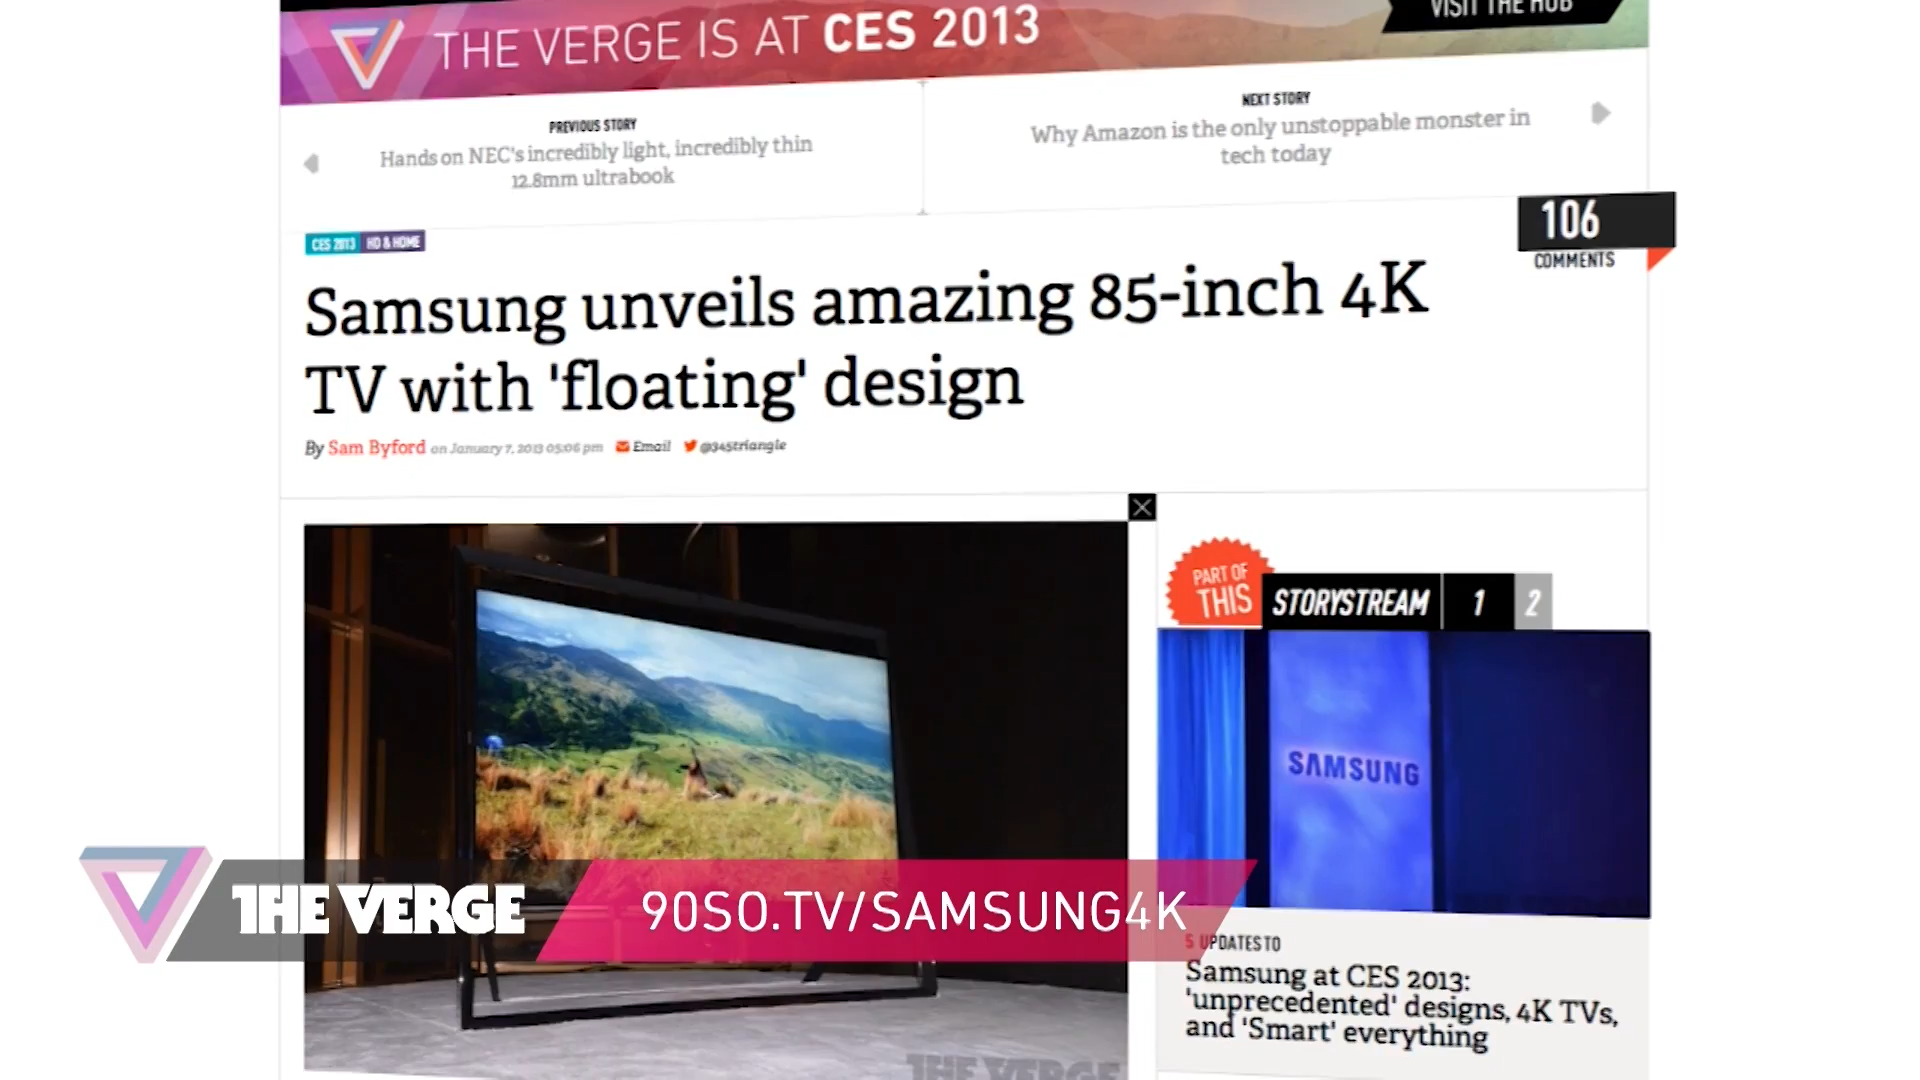 VISIT THE HUB
THE VERGE IS AT CES 2013
PREVIOUS STORY
Hands on NEC's incredibly light, incredibly thin
12.8mm ultrabook
NEXT STORY
Why Amazon is the only unstoppable monster in
tech today
CES 2013 HD & HOME
106
COMMENTS
Samsung unveils amazing 85-inch 4K
TV with 'floating' design
By Sam Byford on January 7, 2013 05:06 pm Email @345triangle
PART OF
THIS
STORYSTREAM 1 2
SAMSUNG
THE VERGE
90SO.TV/SAMSUNG4K
5 UPDATES TO
Samsung at CES 2013:
'unprecedented' designs, 4K TVs,
and 'Smart' everything
THE VERGE